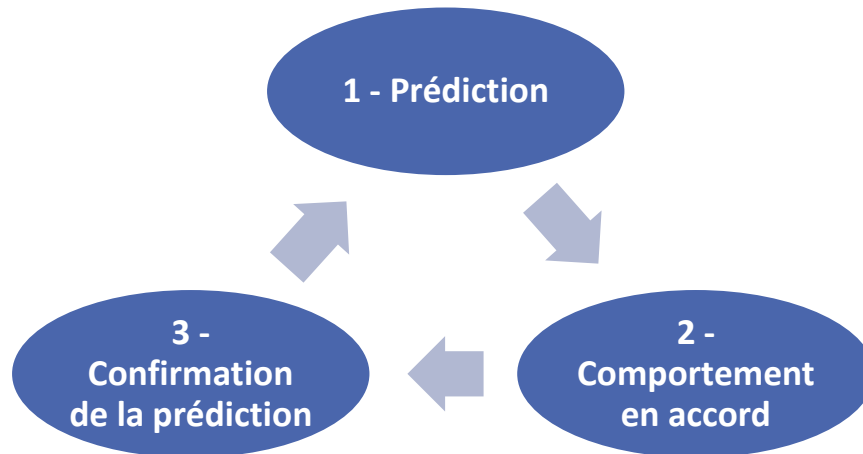 1 - Prédiction
2 -
Comportement
en accord
3 -
Confirmation
de la prédiction